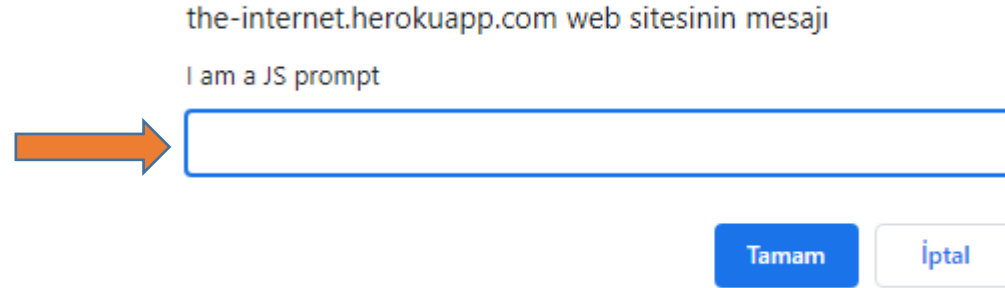 the-internet.herokuapp.com web sitesinin mesajı
I am a JS prompt
Tamam İptal